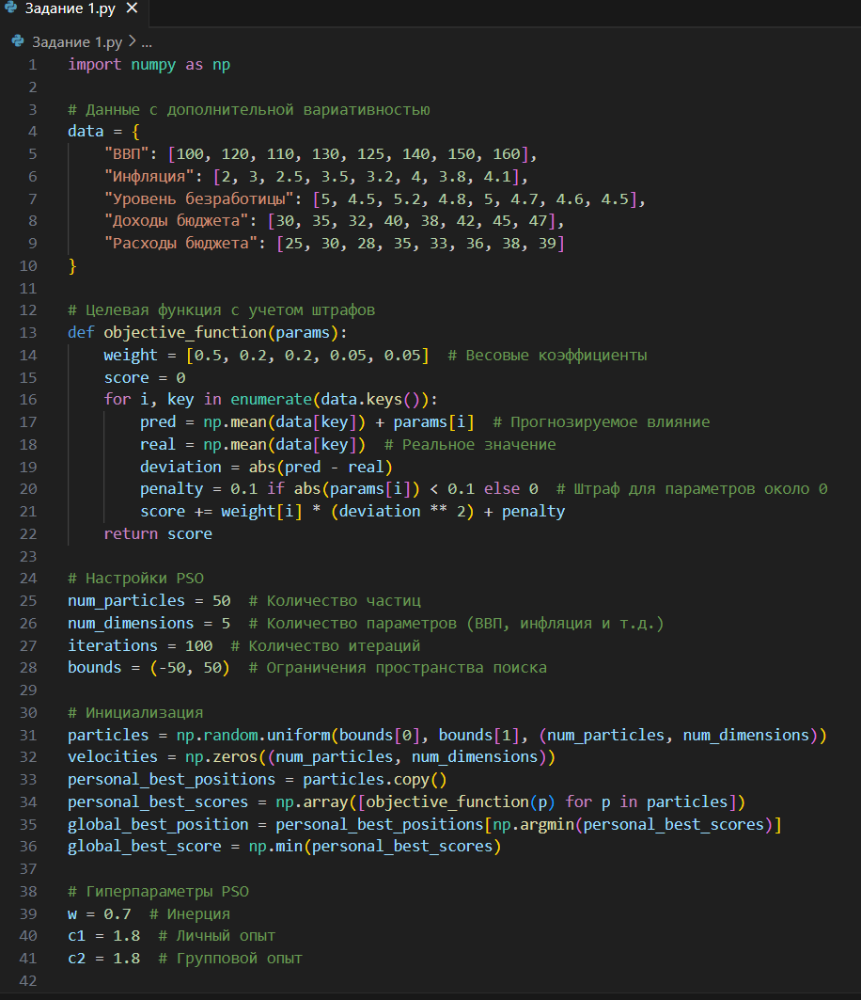 Задание 1.py ×
Задание 1.py > ...
1 import numpy as np
2
3 # Данные с дополнительной вариативностью
4 data = {
5     "ВВП": [100, 120, 110, 130, 125, 140, 150, 160],
6     "Инфляция": [2, 3, 2.5, 3.5, 3.2, 4, 3.8, 4.1],
7     "Уровень безработицы": [5, 4.5, 5.2, 4.8, 5, 4.7, 4.6, 4.5],
8     "Доходы бюджета": [30, 35, 32, 40, 38, 42, 45, 47],
9     "Расходы бюджета": [25, 30, 28, 35, 33, 36, 38, 39]
10 }
11
12 # Целевая функция с учетом штрафов
13 def objective_function(params):
14     weight = [0.5, 0.2, 0.2, 0.05, 0.05]  # Весовые коэффициенты
15     score = 0
16     for i, key in enumerate(data.keys()):
17         pred = np.mean(data[key]) + params[i]  # Прогнозируемое влияние
18         real = np.mean(data[key])  # Реальное значение
19         deviation = abs(pred - real)
20         penalty = 0.1 if abs(params[i]) < 0.1 else 0  # Штраф для параметров около 0
21         score += weight[i] * (deviation ** 2) + penalty
22     return score
23
24 # Настройки PSO
25 num_particles = 50  # Количество частиц
26 num_dimensions = 5  # Количество параметров (ВВП, инфляция и т.д.)
27 iterations = 100  # Количество итераций
28 bounds = (-50, 50)  # Ограничения пространства поиска
29
30 # Инициализация
31 particles = np.random.uniform(bounds[0], bounds[1], (num_particles, num_dimensions))
32 velocities = np.zeros((num_particles, num_dimensions))
33 personal_best_positions = particles.copy()
34 personal_best_scores = np.array([objective_function(p) for p in particles])
35 global_best_position = personal_best_positions[np.argmin(personal_best_scores)]
36 global_best_score = np.min(personal_best_scores)
37
38 # Гиперпараметры PSO
39 w = 0.7  # Инерция
40 c1 = 1.8  # Личный опыт
41 c2 = 1.8  # Групповой опыт
42